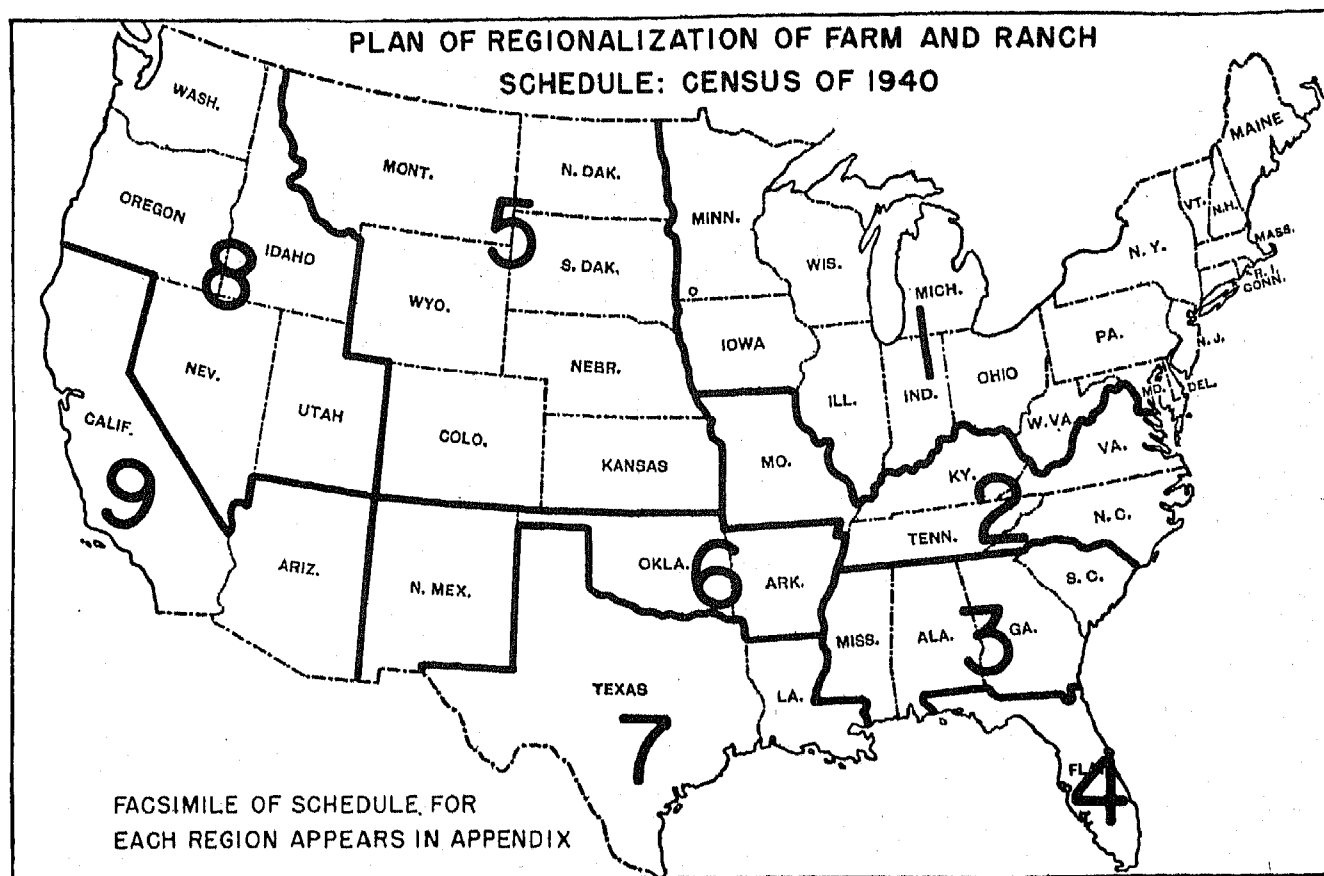 PLAN OF REGIONALIZATION OF FARM AND RANCH
SCHEDULE: CENSUS OF 1940
WASH.
MAINE
MONT.
N. DAK.
OREGON
MINN.
VT.
N.H.
IDAHO
8
5
S. DAK.
WIS.
N.Y.
MASS.
R.I.
CONN.
WYO.
MICH.
1
IOWA
PA.
N.J.
NEV.
NEBR.
OHIO
ILL.
IND.
MD.
DEL.
UTAH
CALIF.
COLO.
W.VA
VA.
KANSAS
MO.
KY.
9
2
N.C.
TENN.
ARIZ.
N. MEX.
OKLA.
6
ARK.
S.C.
MISS.
ALA.
3
GA.
TEXAS
LA.
7
FLA
4
FACSIMILE OF SCHEDULE FOR
EACH REGION APPEARS IN APPENDIX